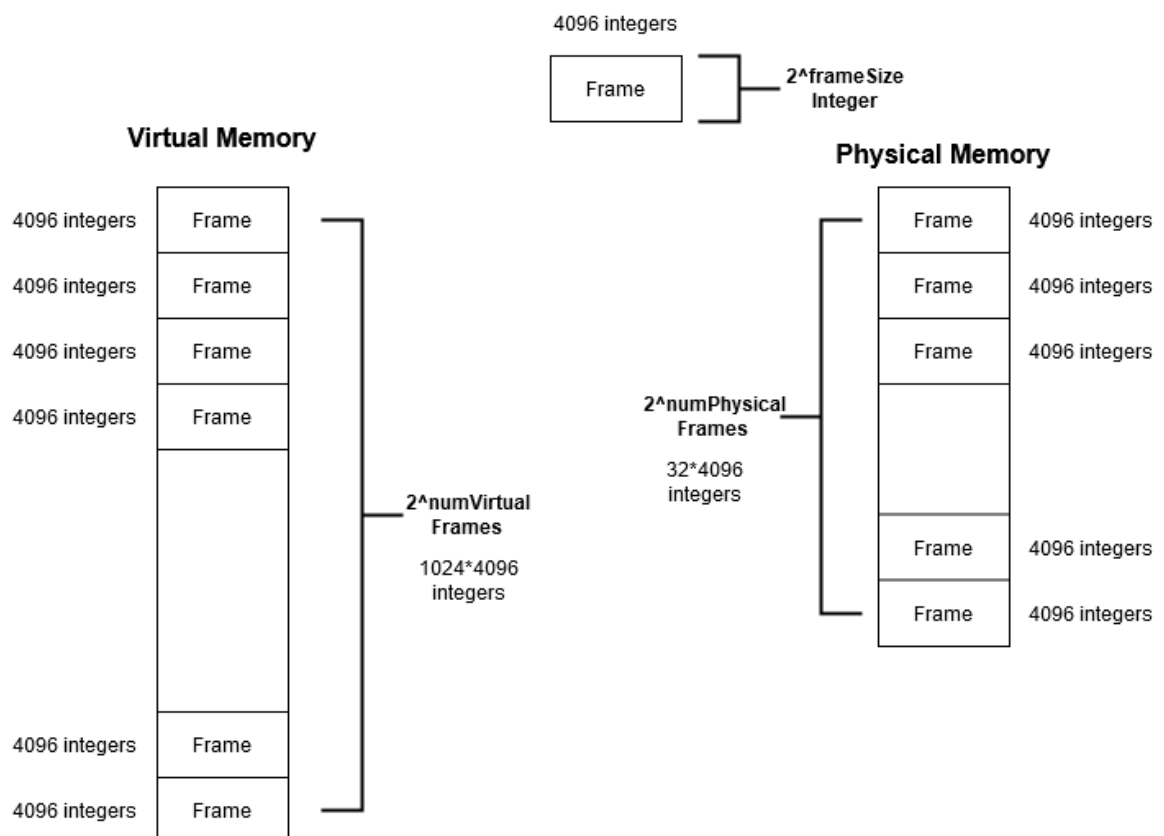 4096 integers
Frame
2^frameSize
Integer
Virtual Memory
4096 integers
Frame
4096 integers
Frame
4096 integers
Frame
4096 integers
Frame
2^numVirtual
Frames
1024*4096
integers
4096 integers
Frame
4096 integers
Frame
Physical Memory
Frame
4096 integers
Frame
4096 integers
Frame
4096 integers
2^numPhysical
Frames
32*4096
integers
Frame
4096 integers
Frame
4096 integers